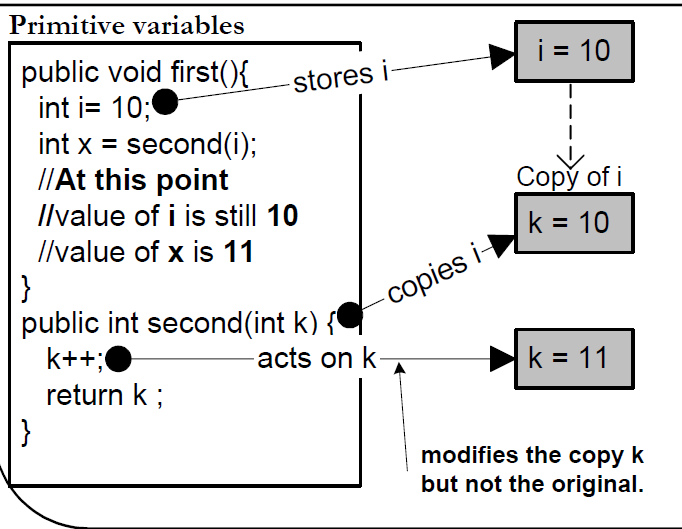 Primitive variables
public void first(){
int i= 10;
int x = second(i);
//At this point
//value of i is still 10
//value of x is 11
}
public int second(int k) {
k++;
return k ;
}
stores i
copies i
acts on k
i = 10
Copy of i
k = 10
k = 11
modifies the copy k
but not the original.